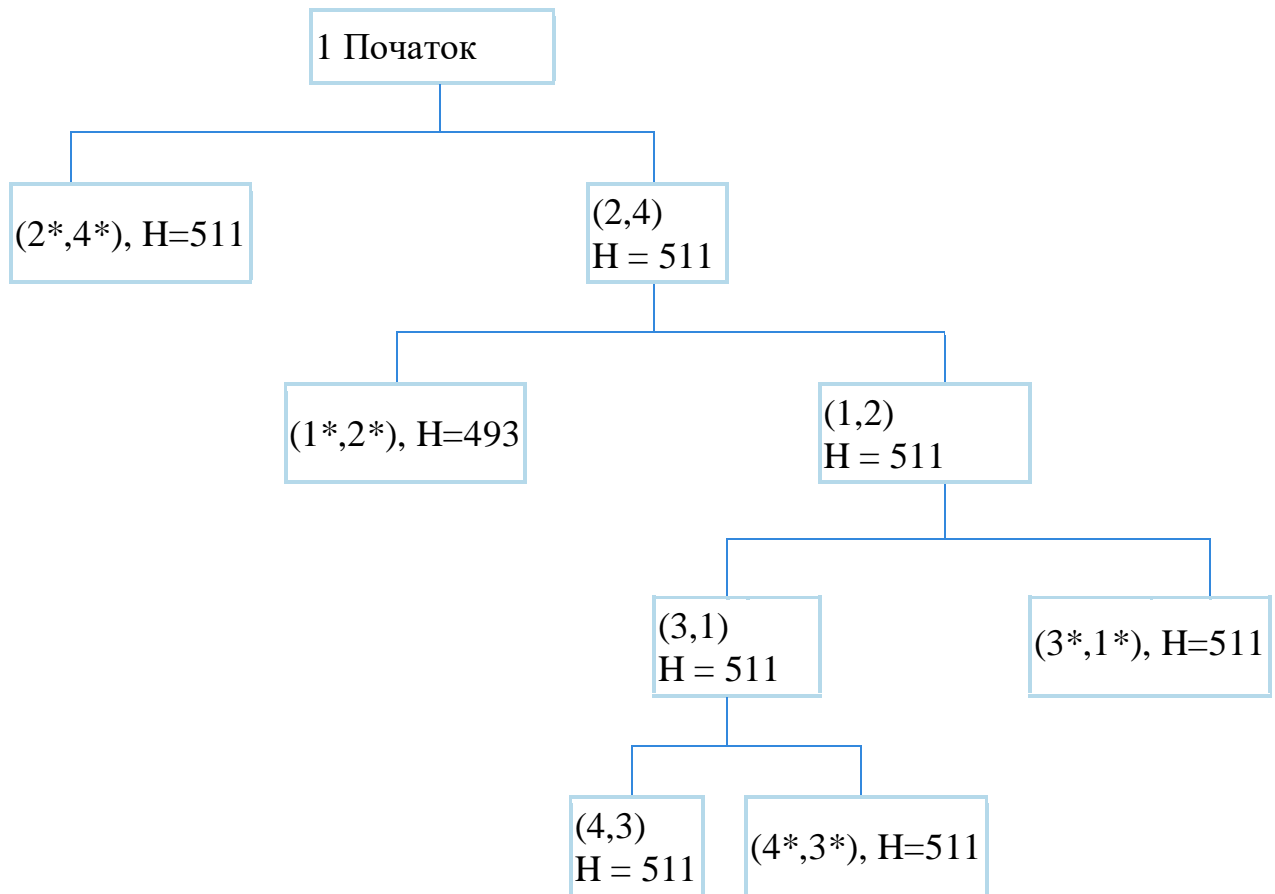 1 Початок
(2*,4*), H=511
(2,4)
H = 511
(1*,2*), H=493
(1,2)
H = 511
(3,1)
H = 511
(3*,1*), H=511
(4,3)
H = 511
(4*,3*), H=511